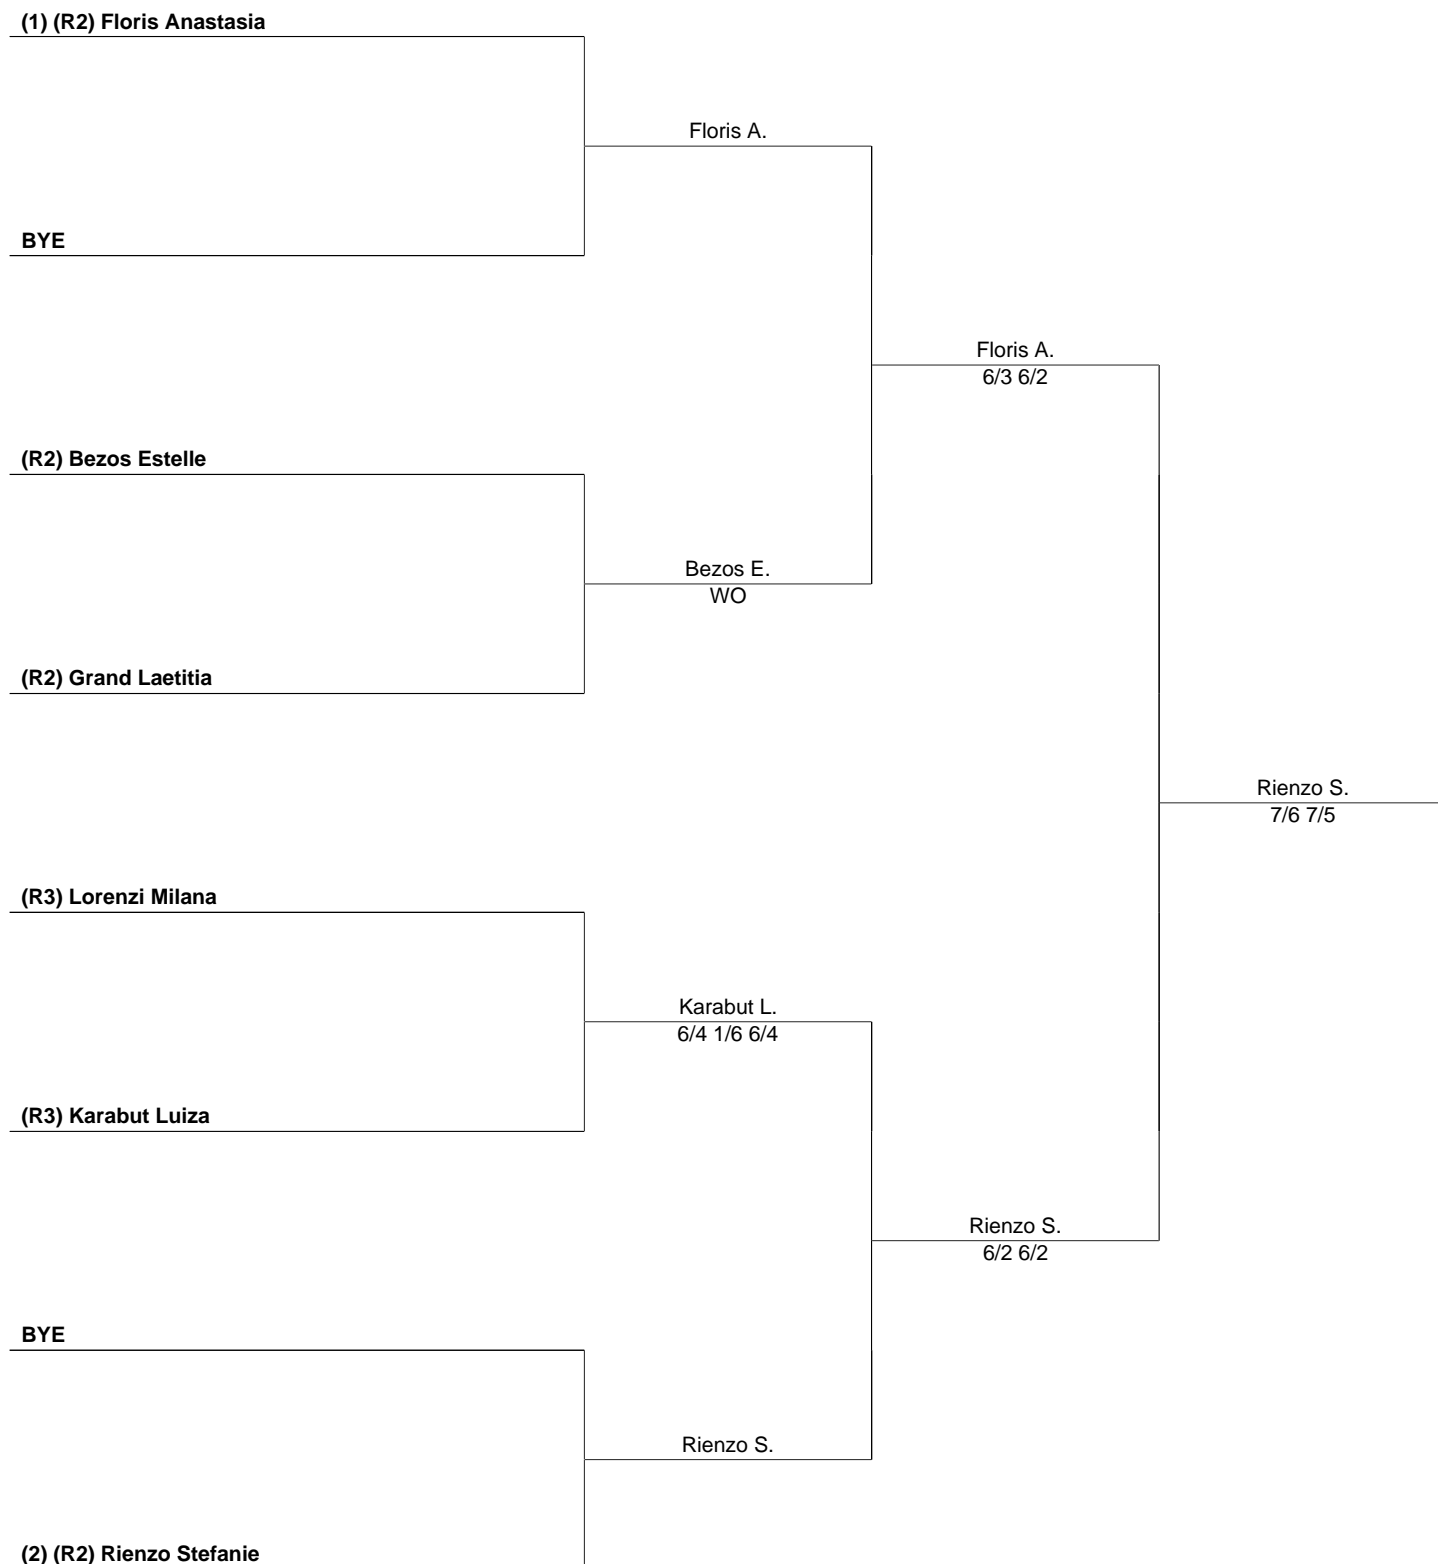 (1) (R2) Floris Anastasia
Floris A.
BYE
Floris A.
6/3 6/2
(R2) Bezos Estelle
Bezos E.
WO
(R2) Grand Laetitia
Rienzo S.
7/6 7/5
(R3) Lorenzi Milana
Karabut L.
6/4 1/6 6/4
(R3) Karabut Luiza
Rienzo S.
6/2 6/2
BYE
Rienzo S.
(2) (R2) Rienzo Stefanie